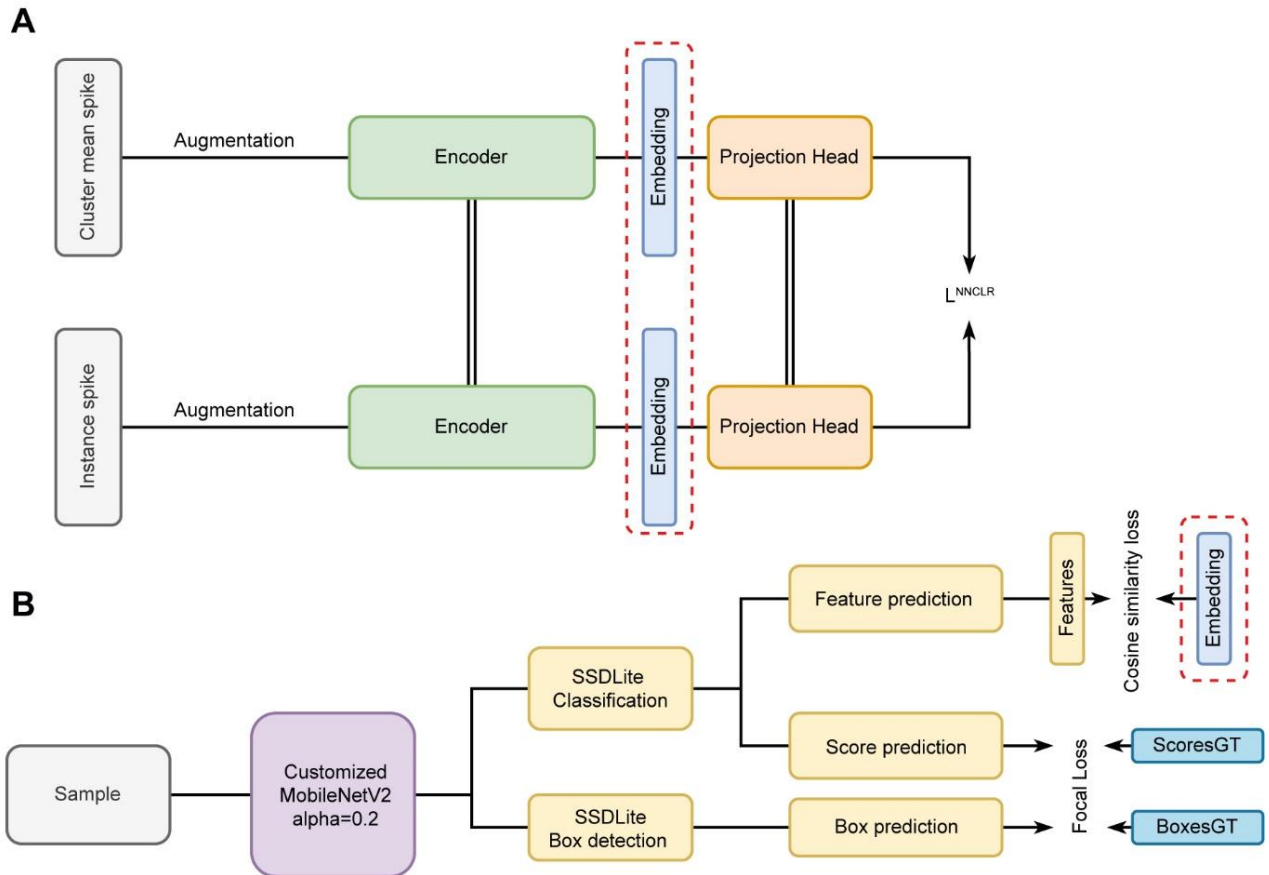 A
Cluster mean spike
Augmentation
Encoder
Embedding
Projection Head
L^NNCLR
Instance spike
Augmentation
Encoder
Embedding
Projection Head
B
Sample
Customized
MobileNetV2
alpha=0.2
SSDLite
Classification
SSDLite
Box detection
Feature prediction
Features
Cosine similarity loss
Embedding
Score prediction
Box prediction
Focal Loss
ScoresGT
BoxesGT